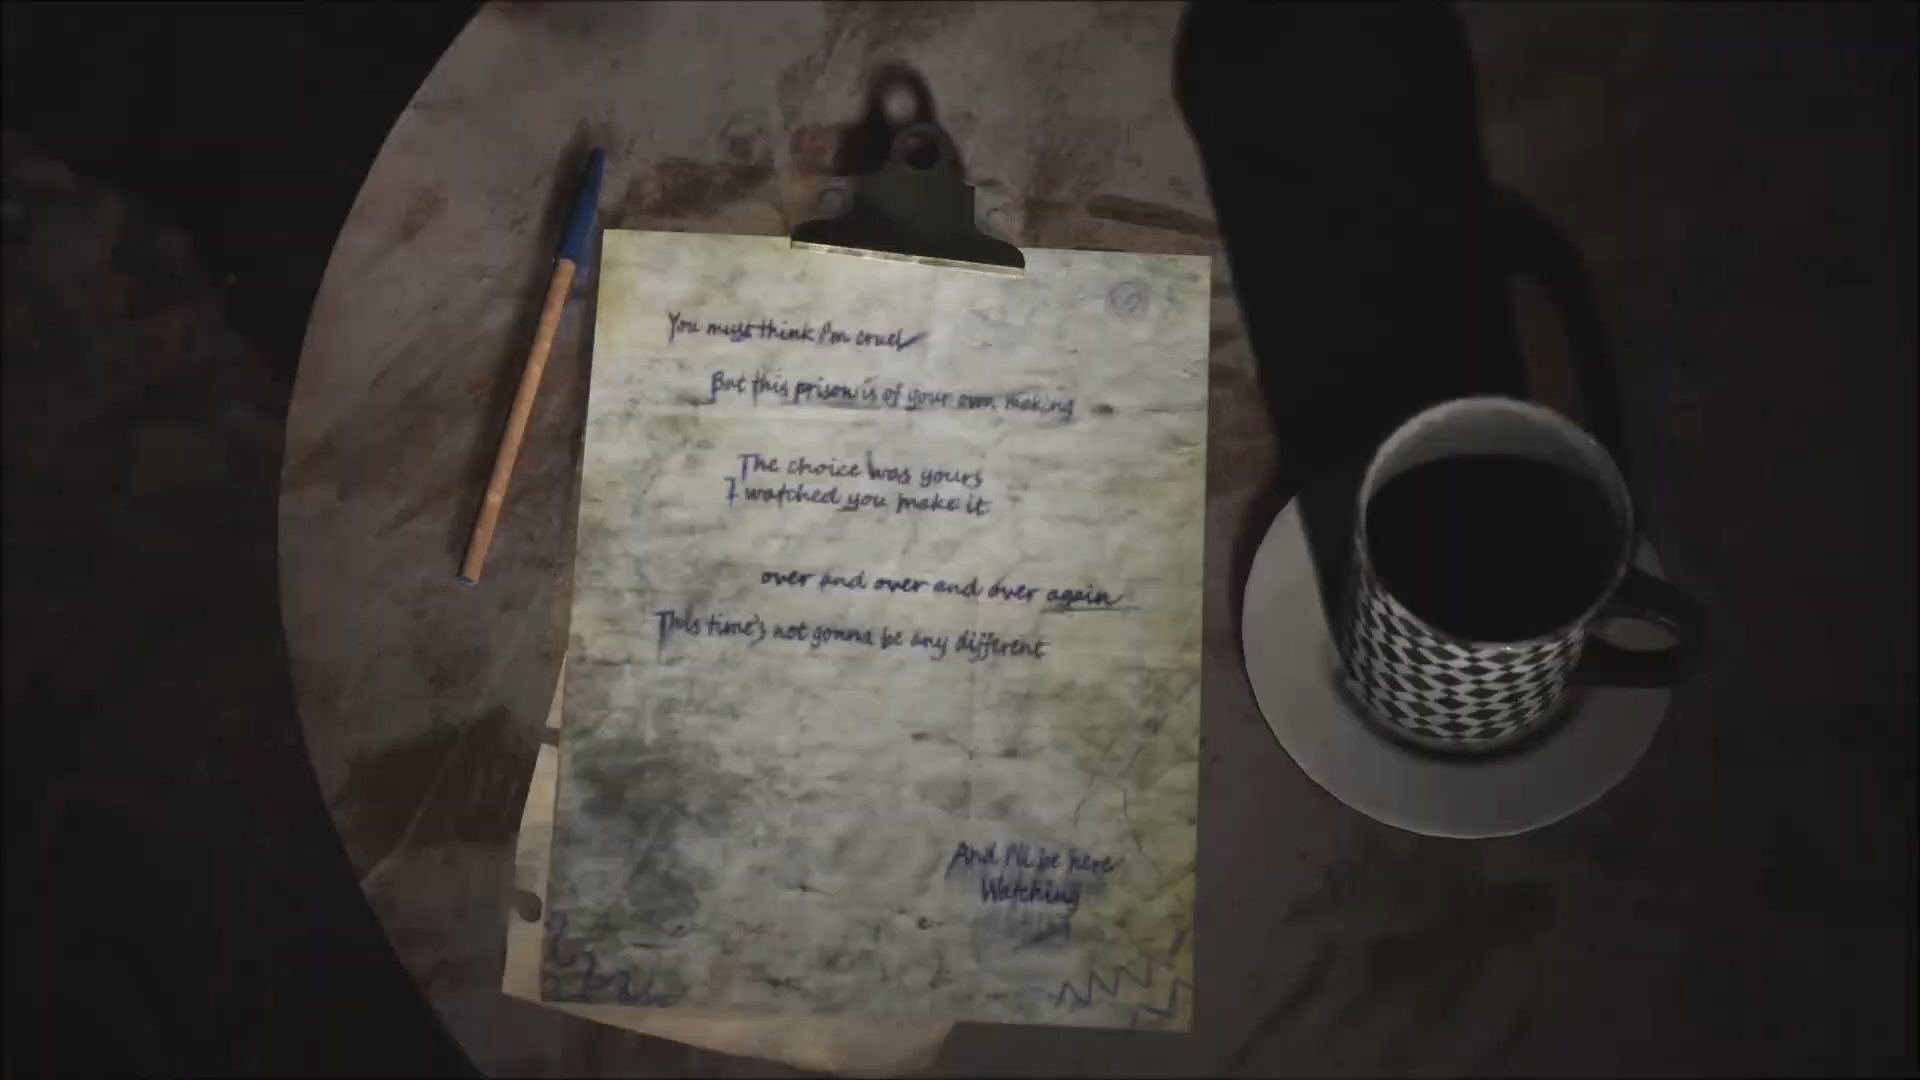 You must think I'm cruel
But this prison is of your own making
The choice was yours
I watched you make it
over and over and over again
This time's not gonna be any different
And I'll be here
Watching